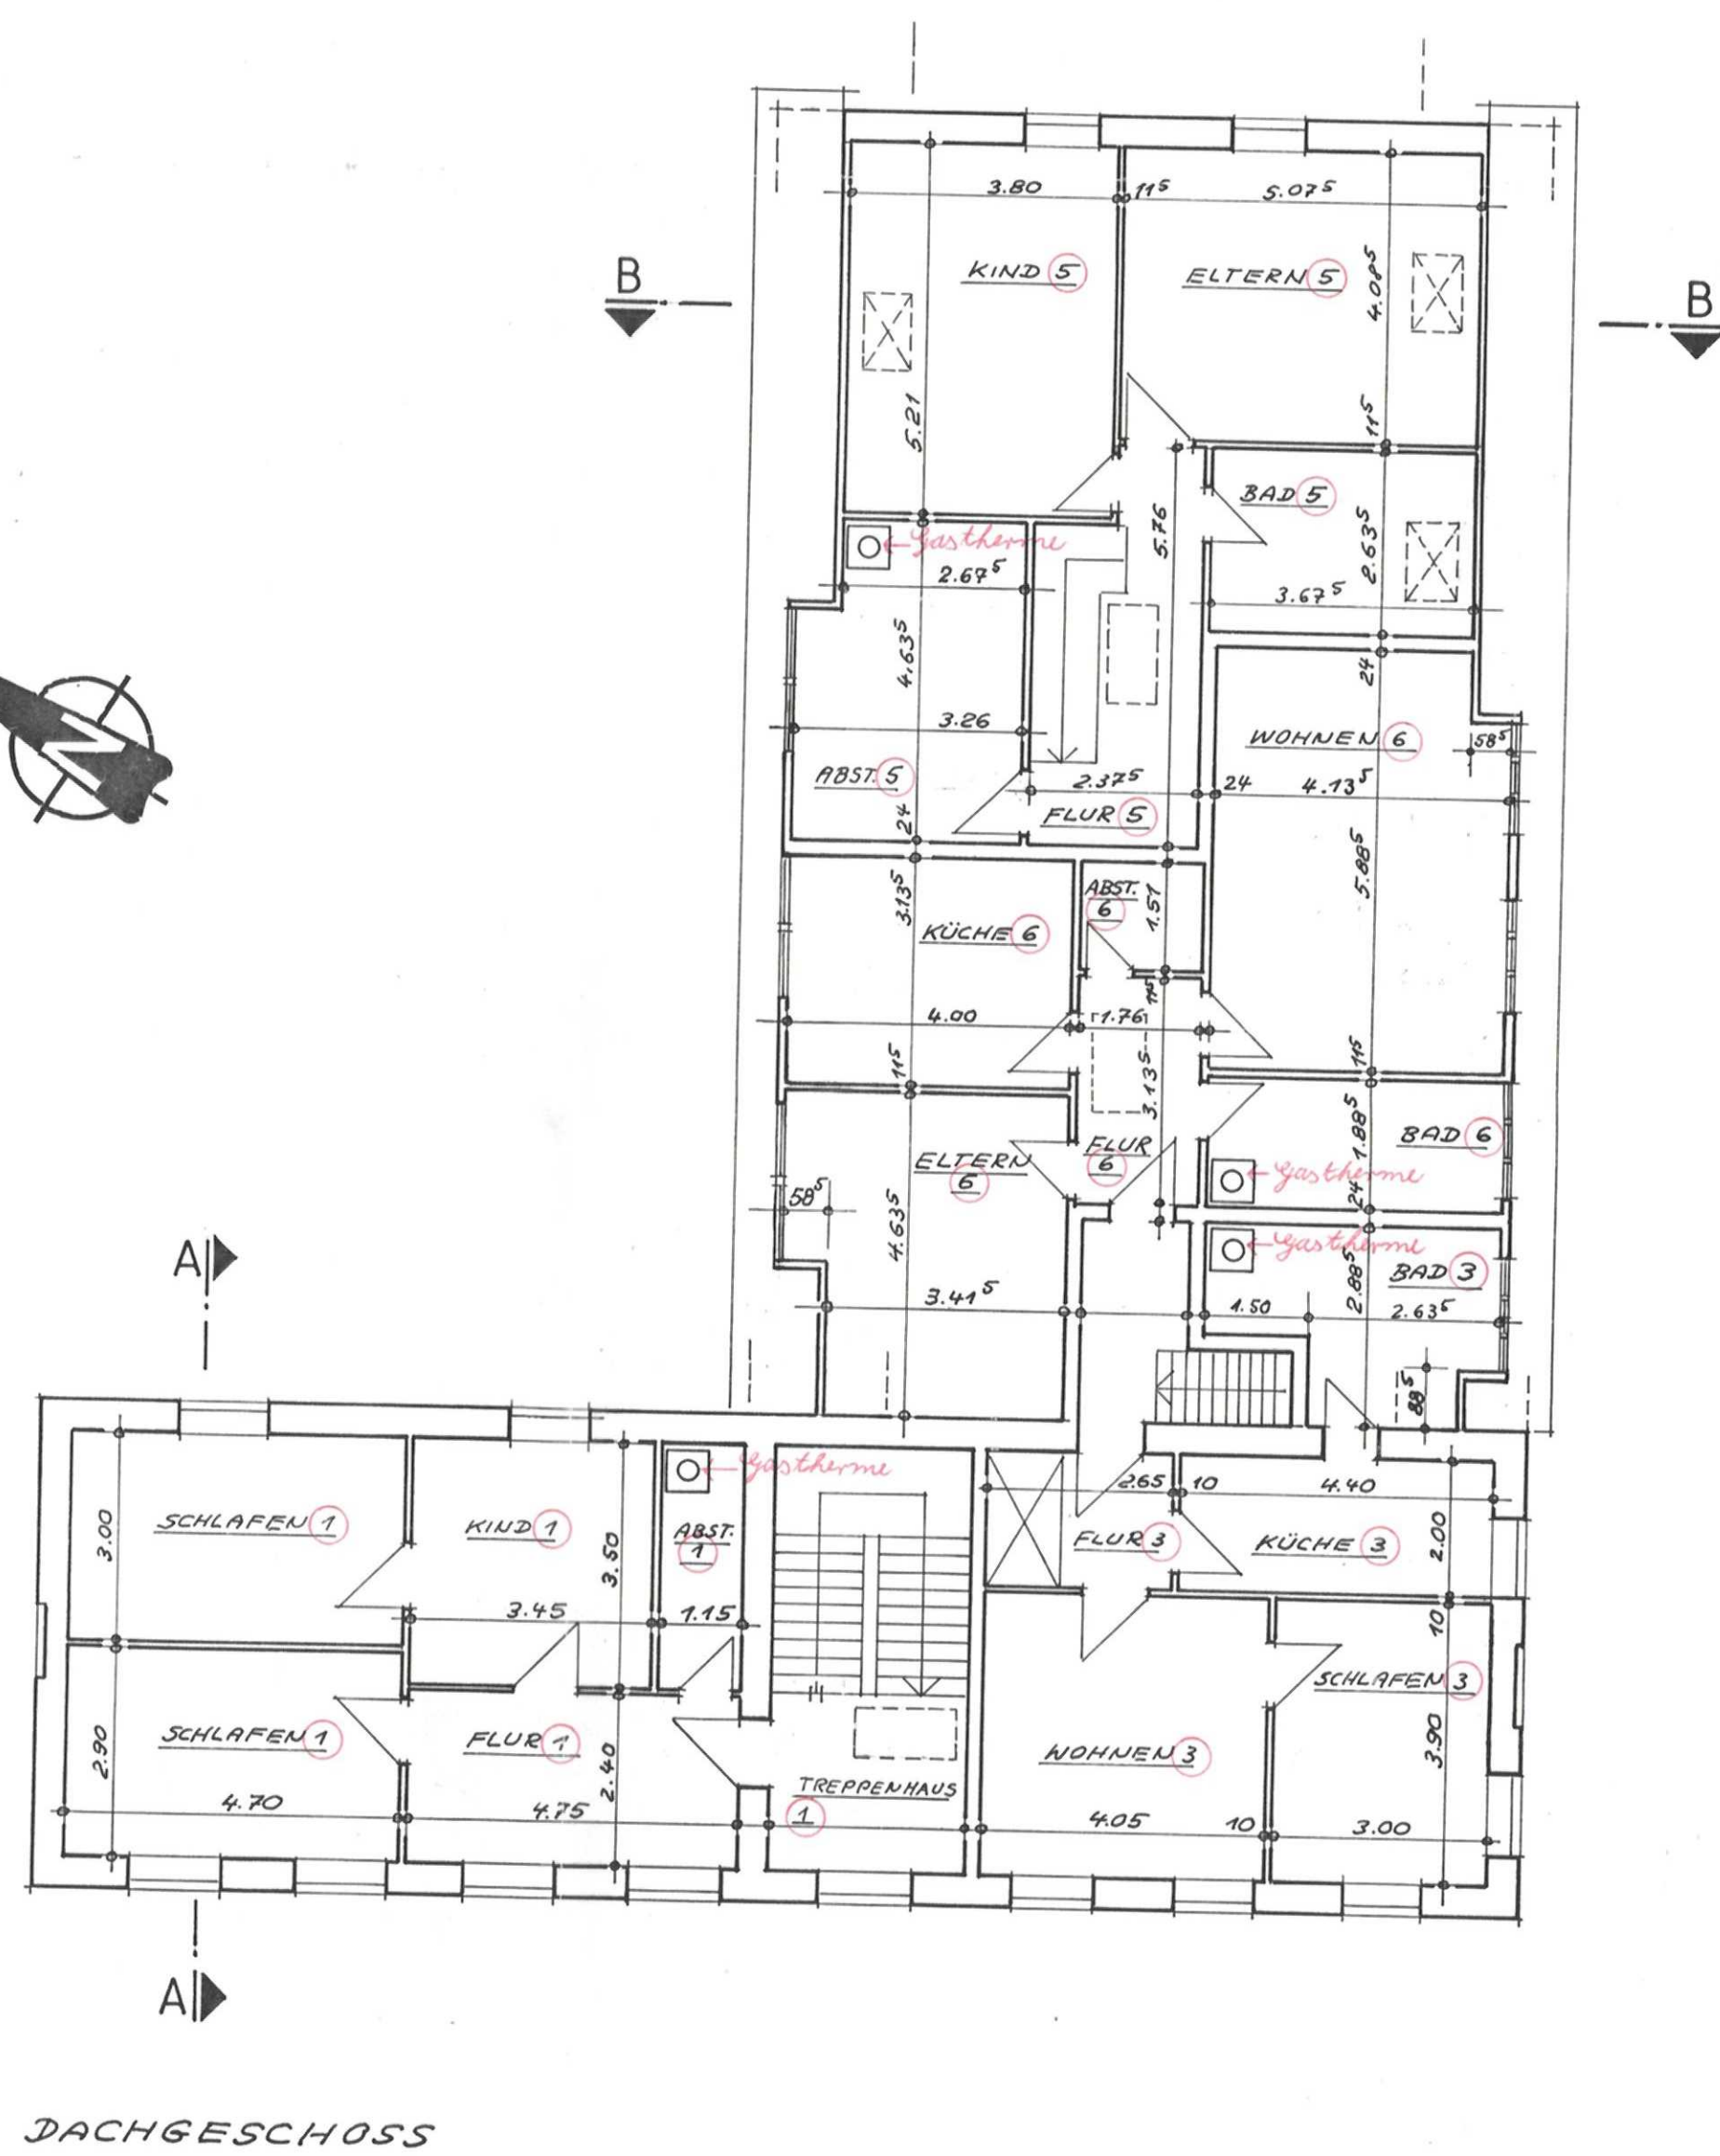 3.80
11⁵
5.07⁵
B
KIND 5
ELTERN 5
4.08⁵
B
5.21
11⁵
BAD 5
←Gastherme
5.76
2.63⁵
2.67⁵
3.67⁵
4.63⁵
24
N
3.26
WOHNEN 6
58⁵
ABST. 5
2.37⁵
24
4.13⁵
24
FLUR 5
3.13⁵
ABST.
6
1.51
5.88⁵
KÜCHE 6
11⁵
4.00
1.76
11⁵
11⁵
3.13⁵
1.88⁵
BAD 6
ELTERN
6
FLUR
6
←Gastherme
58⁵
24
4.63⁵
←Gastherme
A
2.88⁵
BAD 3
3.41⁵
1.50
2.63⁵
88⁵
←Gastherme
2.65
10
4.40
3.00
SCHLAFEN 1
KIND 1
3.50
ABST.
1
FLUR 3
KÜCHE 3
2.00
3.45
1.15
10
SCHLAFEN 3
2.90
SCHLAFEN 1
FLUR 1
2.40
WOHNEN 3
3.90
TREPPENHAUS
1
4.70
4.75
4.05
10
3.00
A
DACHGESCHOSS